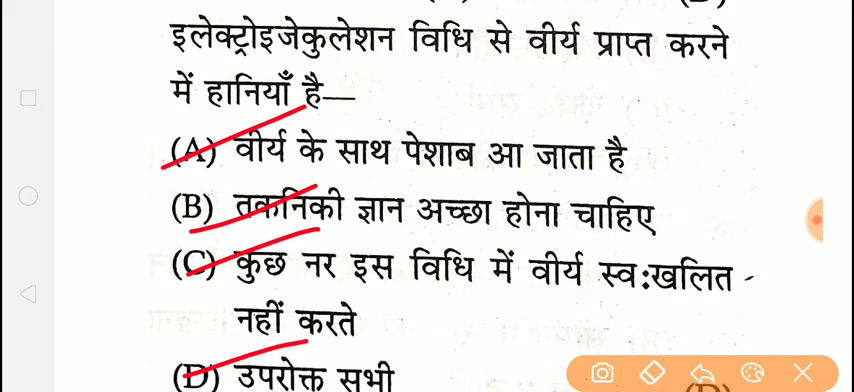 इलेक्ट्रोइजेकुलेशन विधि से वीर्य प्राप्त करने
में हानियाँ है—
(A) वीर्य के साथ पेशाब आ जाता है
(B) तकनिकी ज्ञान अच्छा होना चाहिए
(C) कुछ नर इस विधि में वीर्य स्व:खलित
नहीं करते
(D) उपरोक्त सभी